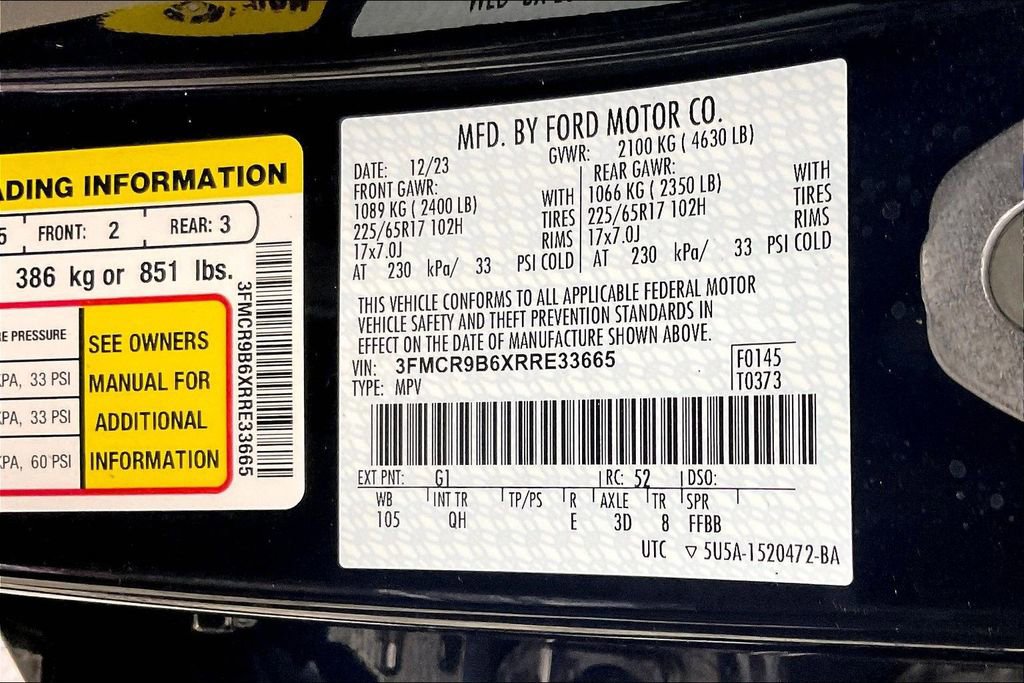 ADING INFORMATION
5 FRONT: 2 REAR: 3
386 kg or 851 lbs.
E PRESSURE
PA, 33 PSI
PA, 33 PSI
PA, 60 PSI
SEE OWNERS
MANUAL FOR
ADDITIONAL
INFORMATION
3FMCR9B6XRRE33665
MFD. BY FORD MOTOR CO.
DATE: 12/23 GVWR: 2100 KG ( 4630 LB)
FRONT GAWR: WITH
1089 KG ( 2400 LB) TIRES
225/65R17 102H RIMS
17x7.0J
AT 230 kPa/ 33 PSI COLD
REAR GAWR: WITH
1066 KG ( 2350 LB) TIRES
225/65R17 102H RIMS
17x7.0J
AT 230 kPa/ 33 PSI COLD
THIS VEHICLE CONFORMS TO ALL APPLICABLE FEDERAL MOTOR
VEHICLE SAFETY AND THEFT PREVENTION STANDARDS IN
EFFECT ON THE DATE OF MANUFACTURE SHOWN ABOVE.
VIN: 3FMCR9B6XRRE33665
TYPE: MPV
F0145
T0373
EXT PNT: G1 RC: 52 DSO:
WB INT TR TP/PS R AXLE TR SPR
105 QH E 3D 8 FFBB
UTC ▽ 5U5A-1520472-BA